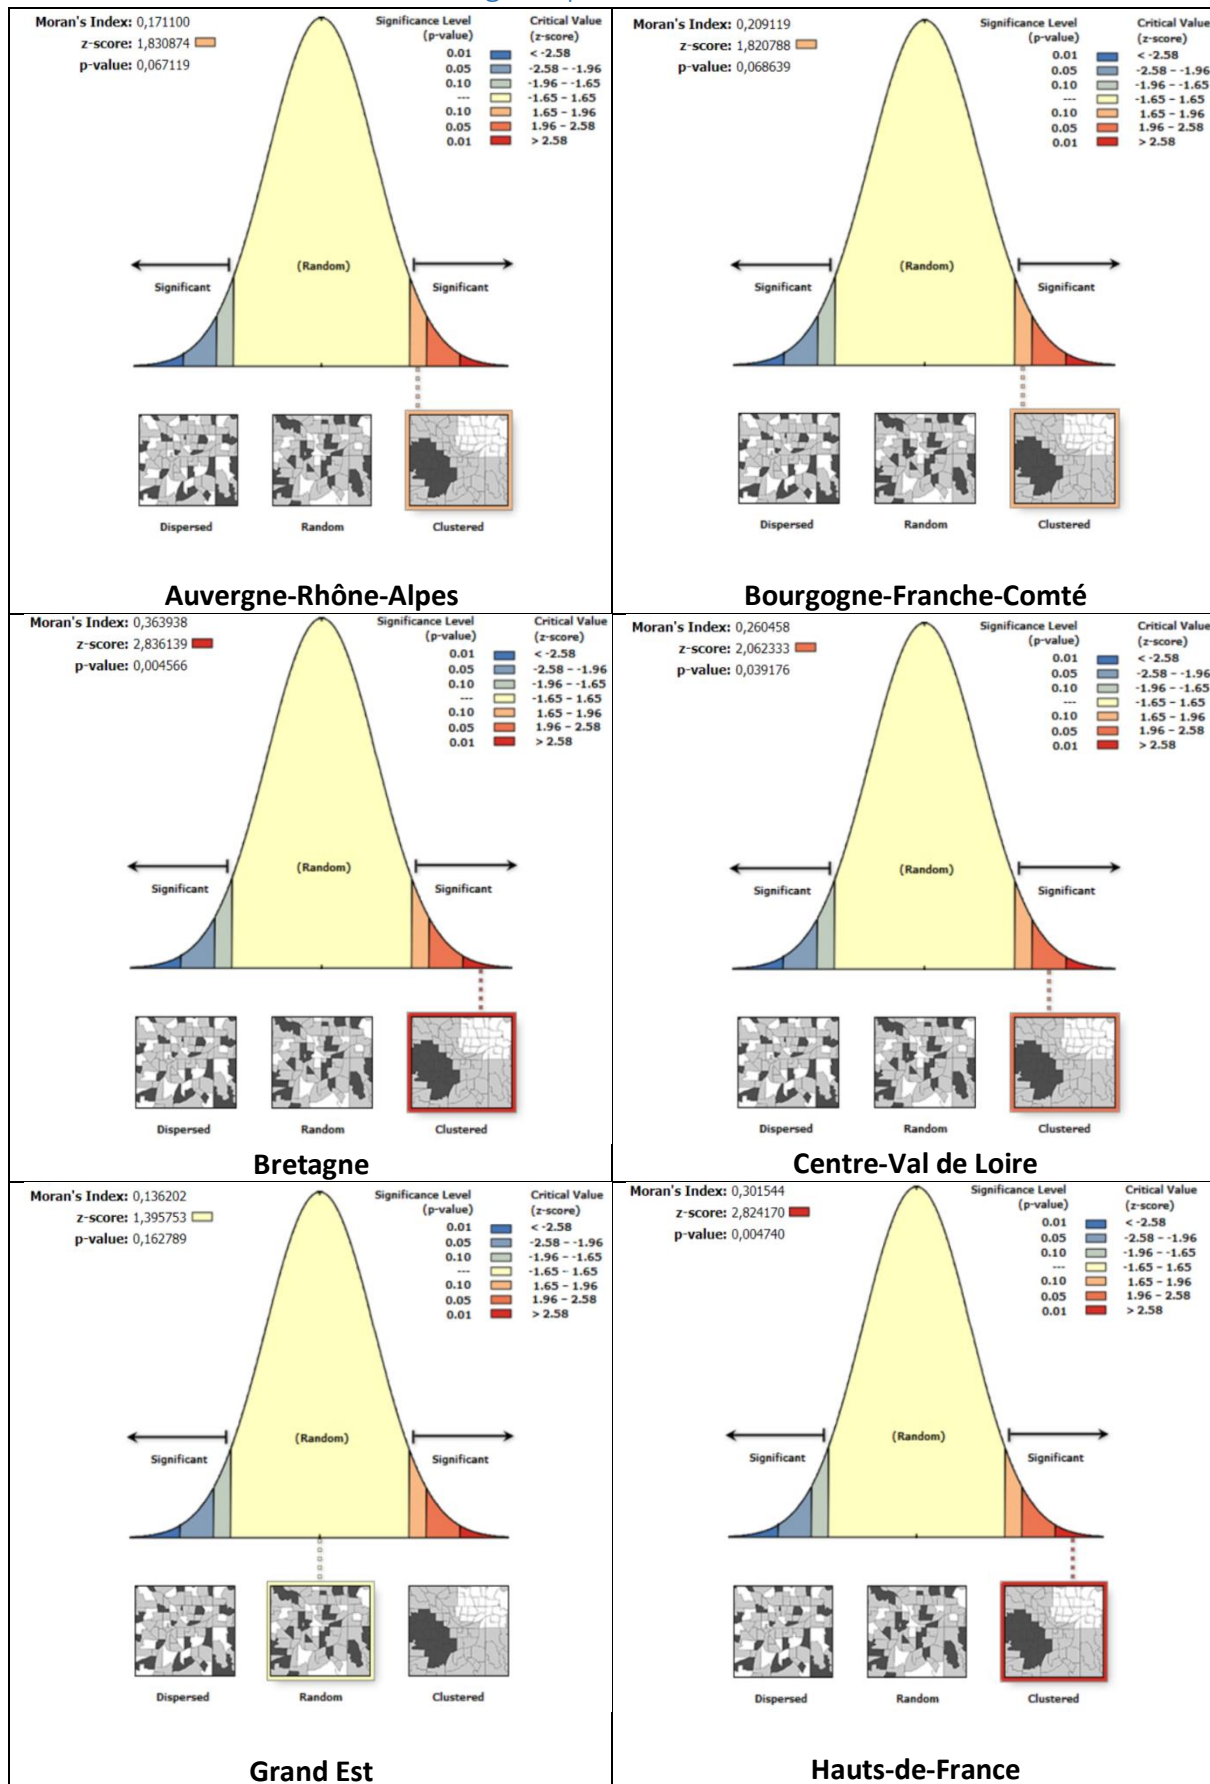 Moran's Index: 0,171100
z-score: 1,830874
p-value: 0,067119
Significance Level (p-value)
Critical Value (z-score)
0.01 < -2.58
0.05 -2.58 – -1.96
0.10 -1.96 – -1.65
--- -1.65 – 1.65
0.10 1.65 – 1.96
0.05 1.96 – 2.58
0.01 > 2.58
(Random)
Significant Significant
Dispersed Random Clustered
Auvergne-Rhône-Alpes
Moran's Index: 0,209119
z-score: 1,820788
p-value: 0,068639
Significance Level (p-value)
Critical Value (z-score)
0.01 < -2.58
0.05 -2.58 – -1.96
0.10 -1.96 – -1.65
--- -1.65 – 1.65
0.10 1.65 – 1.96
0.05 1.96 – 2.58
0.01 > 2.58
(Random)
Significant Significant
Dispersed Random Clustered
Bourgogne-Franche-Comté
Moran's Index: 0,363938
z-score: 2,836139
p-value: 0,004566
Significance Level (p-value)
Critical Value (z-score)
0.01 < -2.58
0.05 -2.58 – -1.96
0.10 -1.96 – -1.65
--- -1.65 – 1.65
0.10 1.65 – 1.96
0.05 1.96 – 2.58
0.01 > 2.58
(Random)
Significant Significant
Dispersed Random Clustered
Bretagne
Moran's Index: 0,260458
z-score: 2,062333
p-value: 0,039176
Significance Level (p-value)
Critical Value (z-score)
0.01 < -2.58
0.05 -2.58 – -1.96
0.10 -1.96 – -1.65
--- -1.65 – 1.65
0.10 1.65 – 1.96
0.05 1.96 – 2.58
0.01 > 2.58
(Random)
Significant Significant
Dispersed Random Clustered
Centre-Val de Loire
Moran's Index: 0,136202
z-score: 1,395753
p-value: 0,162789
Significance Level (p-value)
Critical Value (z-score)
0.01 < -2.58
0.05 -2.58 – -1.96
0.10 -1.96 – -1.65
--- -1.65 – 1.65
0.10 1.65 – 1.96
0.05 1.96 – 2.58
0.01 > 2.58
(Random)
Significant Significant
Dispersed Random Clustered
Grand Est
Moran's Index: 0,301544
z-score: 2,824170
p-value: 0,004740
Significance Level (p-value)
Critical Value (z-score)
0.01 < -2.58
0.05 -2.58 – -1.96
0.10 -1.96 – -1.65
--- -1.65 – 1.65
0.10 1.65 – 1.96
0.05 1.96 – 2.58
0.01 > 2.58
(Random)
Significant Significant
Dispersed Random Clustered
Hauts-de-France